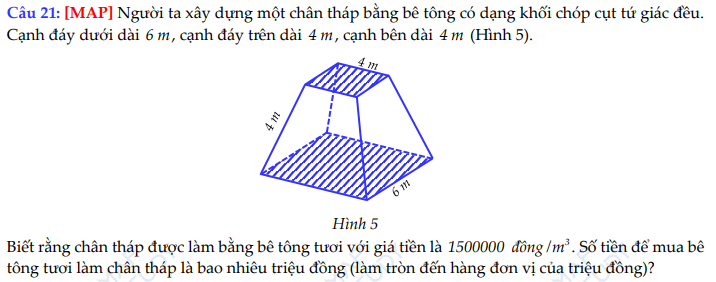 Câu 21: [MAP] Người ta xây dựng một chân tháp bằng bê tông có dạng khối chóp cụt tứ giác đều.
Cạnh đáy dưới dài 6 m, cạnh đáy trên dài 4 m, cạnh bên dài 4 m (Hình 5).
4 m
4 m
6 m
Hình 5
Biết rằng chân tháp được làm bằng bê tông tươi với giá tiền là 1500000 đồng/m³. Số tiền để mua bê
tông tươi làm chân tháp là bao nhiêu triệu đồng (làm tròn đến hàng đơn vị của triệu đồng)?